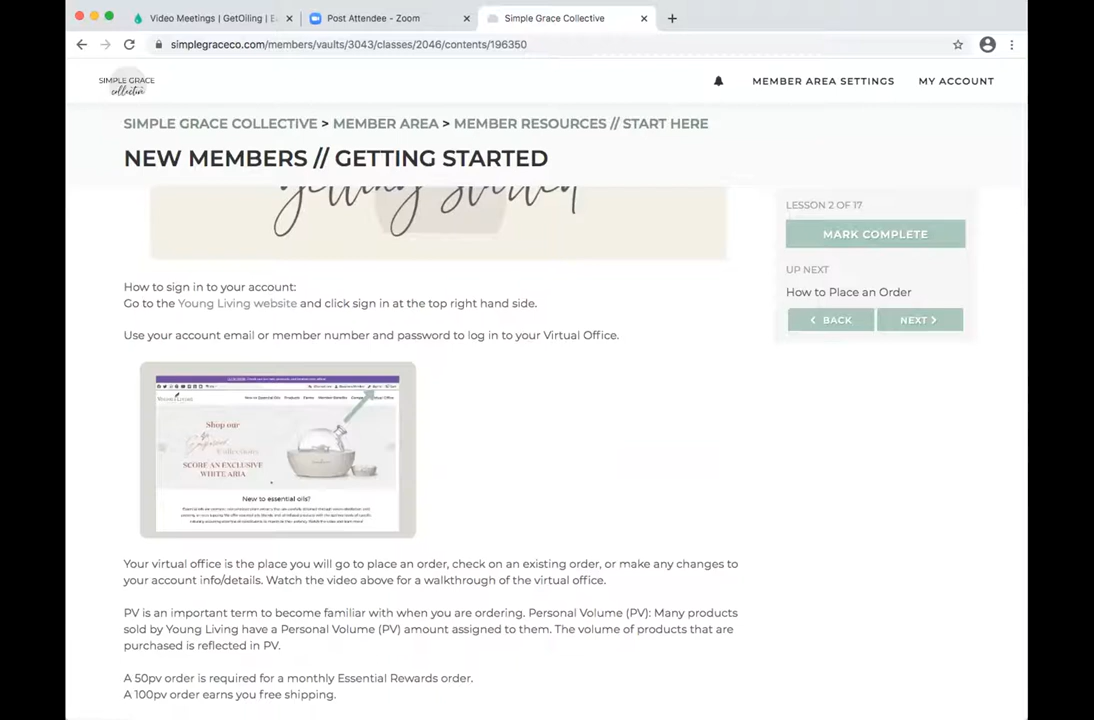 Video Meetings | GetOiling | E
Post Attendee - Zoom
Simple Grace Collective
simplegraceco.com/members/vaults/3043/classes/2046/contents/196350
SIMPLE GRACE
collective
MEMBER AREA SETTINGS
MY ACCOUNT
SIMPLE GRACE COLLECTIVE > MEMBER AREA > MEMBER RESOURCES // START HERE
NEW MEMBERS // GETTING STARTED
getting started
LESSON 2 OF 17
MARK COMPLETE
UP NEXT
How to Place an Order
BACK
NEXT
How to sign in to your account:
Go to the Young Living website and click sign in at the top right hand side.
Use your account email or member number and password to log in to your Virtual Office.
Shop our
Collection
SCORE AN EXCLUSIVE
WHITE ARIA
New to essential oils?
Your virtual office is the place you will go to place an order, check on an existing order, or make any changes to
your account info/details. Watch the video above for a walkthrough of the virtual office.
PV is an important term to become familiar with when you are ordering. Personal Volume (PV): Many products
sold by Young Living have a Personal Volume (PV) amount assigned to them. The volume of products that are
purchased is reflected in PV.
A 50pv order is required for a monthly Essential Rewards order.
A 100pv order earns you free shipping.